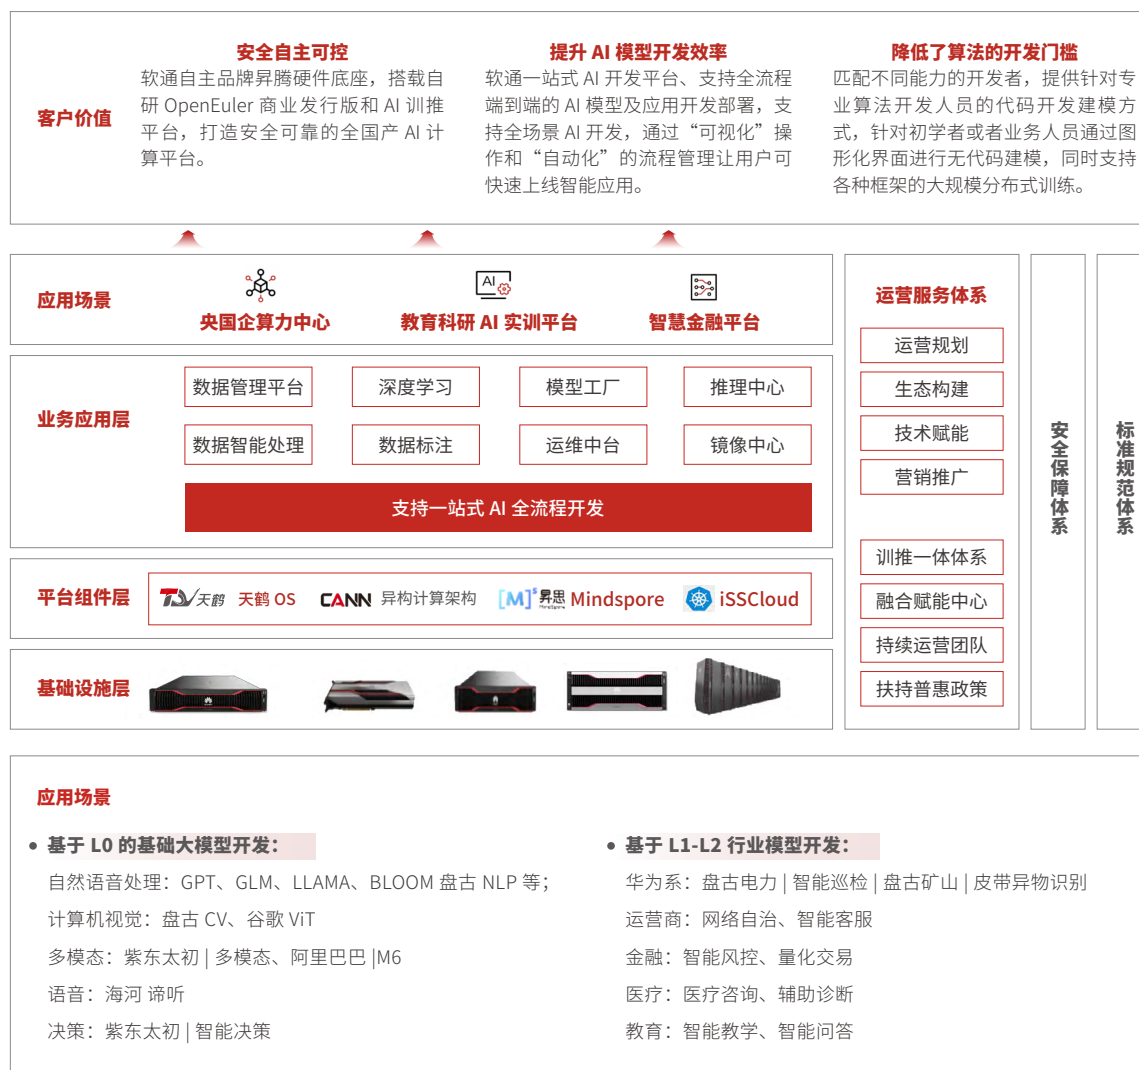 客户价值
安全自主可控
软通自主品牌昇腾硬件底座，搭载自
研 OpenEuler 商业发行版和 AI 训推
平台，打造安全可靠的全国产 AI 计
算平台。
提升 AI 模型开发效率
软通一站式 AI 开发平台、支持全流程
端到端的 AI 模型及应用开发部署，支
持全场景 AI 开发，通过“可视化”操
作和“自动化”的流程管理让用户可
快速上线智能应用。
降低了算法的开发门槛
匹配不同能力的开发者，提供针对专
业算法开发人员的代码开发建模方
式，针对初学者或者业务人员通过图
形化界面进行无代码建模，同时支持
各种框架的大规模分布式训练。
应用场景
AI
央国企算力中心
教育科研 AI 实训平台
智慧金融平台
业务应用层
数据管理平台
深度学习
模型工厂
推理中心
数据智能处理
数据标注
运维中台
镜像中心
支持一站式 AI 全流程开发
平台组件层
天鹤
天鹤 OS
CANN 异构计算架构
[M]s 昇思 MindSpore
Mindspore
iSSCloud
基础设施层
运营服务体系
运营规划
生态构建
技术赋能
营销推广
训推一体体系
融合赋能中心
持续运营团队
扶持普惠政策
安全保障体系
标准规范体系
应用场景
• 基于 L0 的基础大模型开发：
自然语音处理：GPT、GLM、LLAMA、BLOOM 盘古 NLP 等；
计算机视觉：盘古 CV、谷歌 ViT
多模态：紫东太初 | 多模态、阿里巴巴 |M6
语音：海河 谛听
决策：紫东太初 | 智能决策
• 基于 L1-L2 行业模型开发：
华为系：盘古电力 | 智能巡检 | 盘古矿山 | 皮带异物识别
运营商：网络自治、智能客服
金融：智能风控、量化交易
医疗：医疗咨询、辅助诊断
教育：智能教学、智能问答